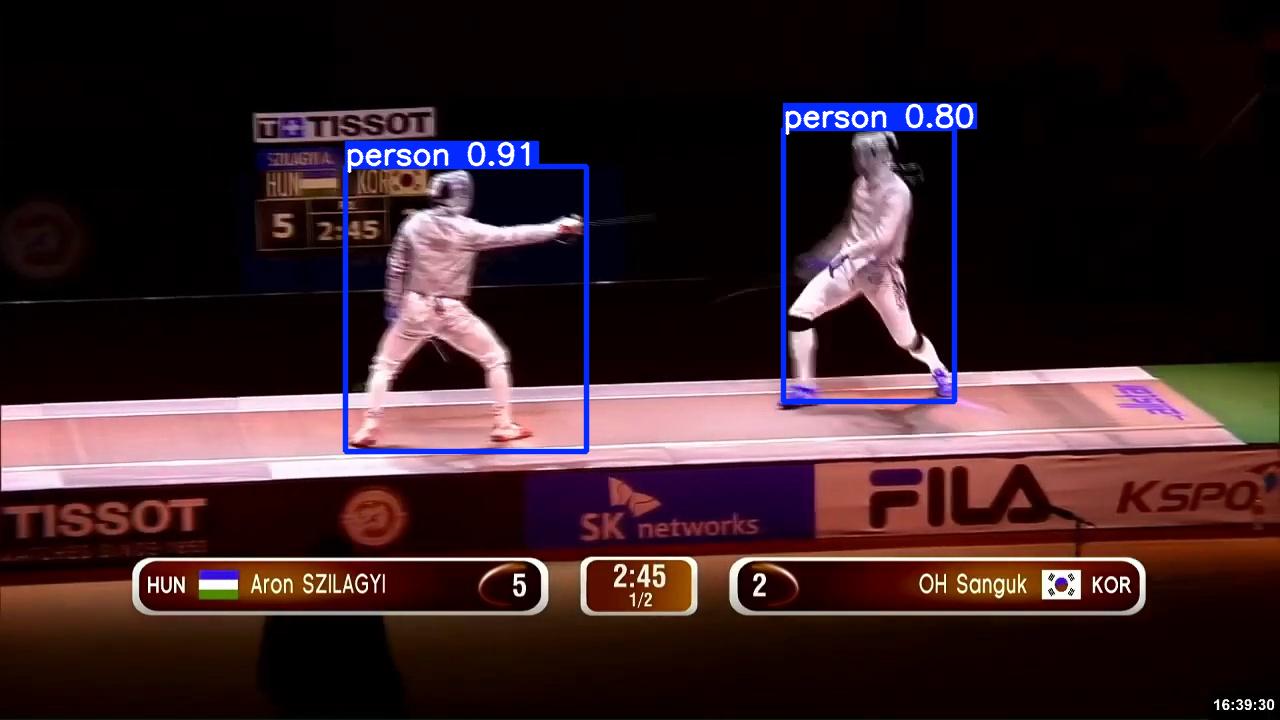 person 0.80
T+ TISSOT
person 0.91
SZILAGYI A.
HUN KOR
5 2:45
TISSOT
SK networks
FILA
KSPO
HUN Aron SZILAGYI 5
2:45
1/2
2 OH Sanguk KOR
16:39:30